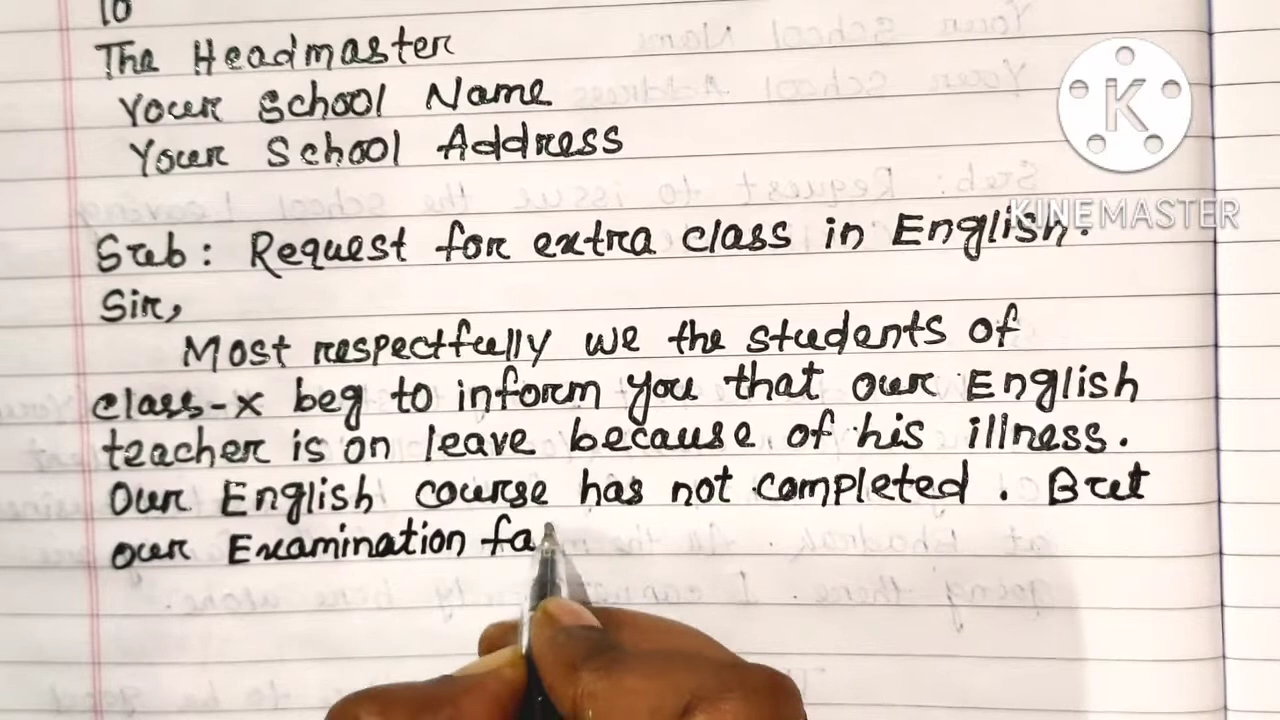 To
The Headmaster
Your School Name
Your School Address
Sub: Request for extra class in English.
Sir,
Most respectfully we the students of
class-x beg to inform you that our English
teacher is on leave because of his illness.
Our English course has not completed. But
our Examination fa
K
KINEMASTER